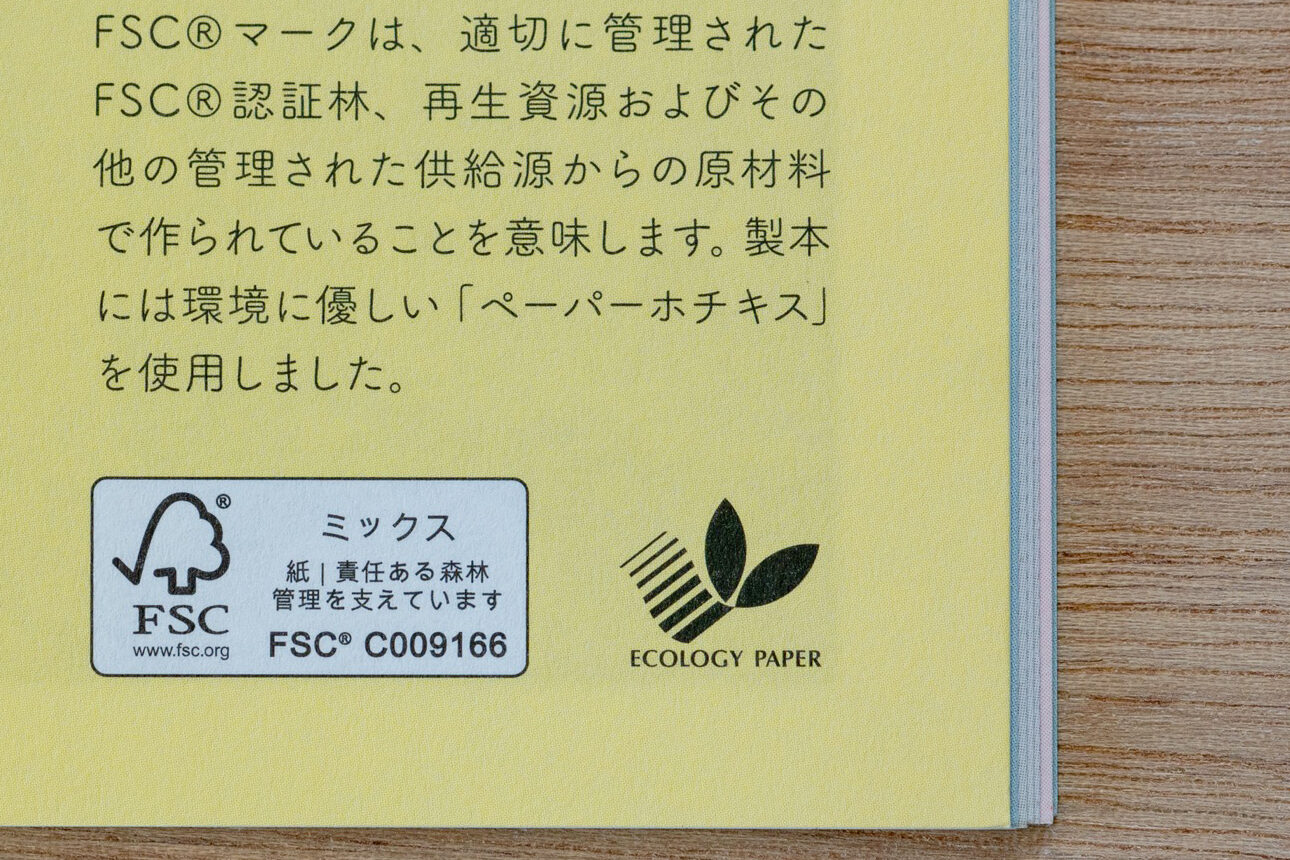 FSC®マークは、適切に管理された
FSC®認証林、再生資源およびその
他の管理された供給源からの原材料
で作られていることを意味します。製本
には環境に優しい「ペーパーホチキス」
を使用しました。
®
FSC
www.fsc.org
ミックス
紙 | 責任ある森林
管理を支えています
FSC® C009166
ECOLOGY PAPER